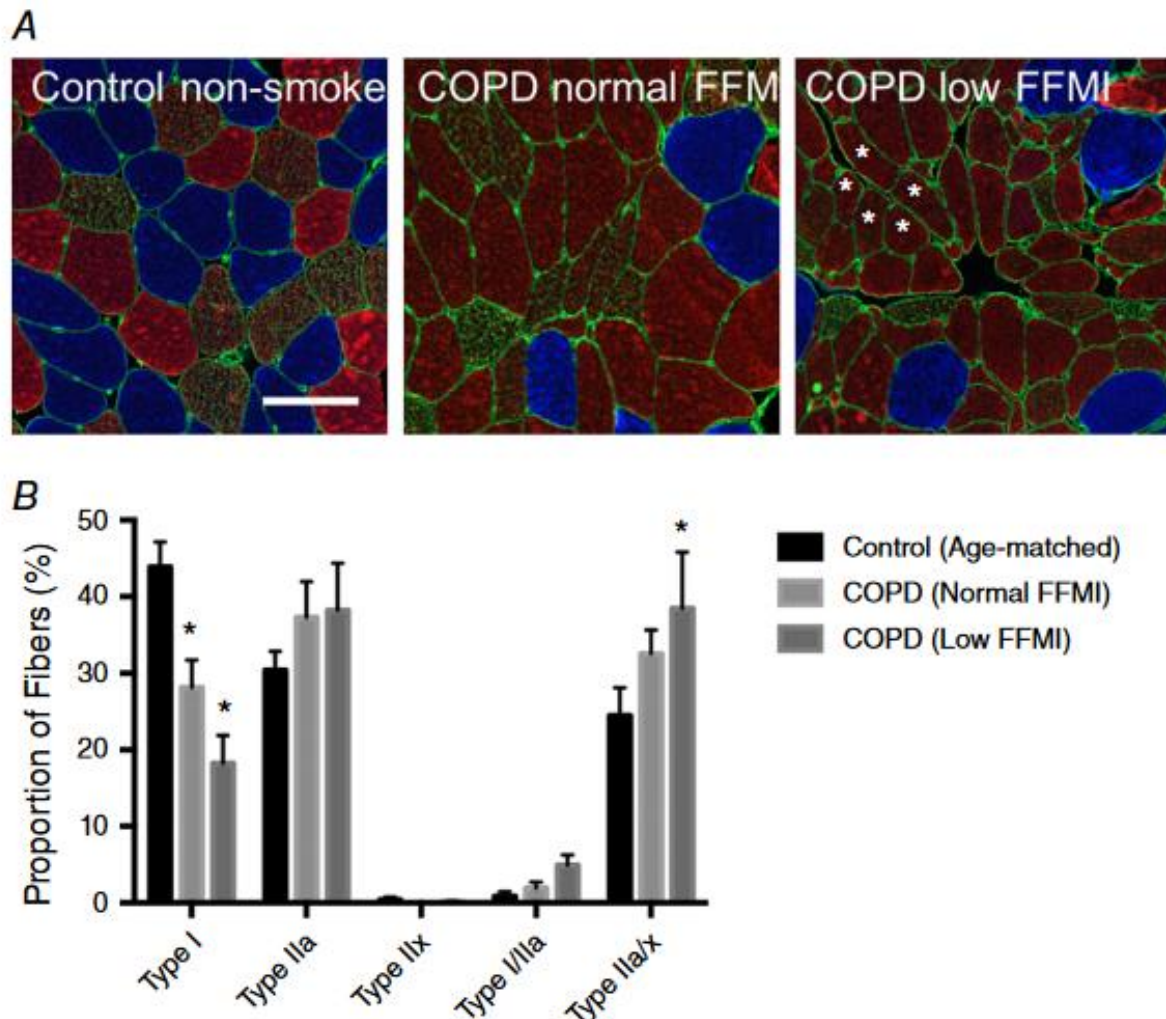 A
Control non-smoke
COPD normal FFM
COPD low FFMI
*
*
*
*
*
B
Proportion of Fibers (%)
50
40
30
20
10
0
*
*
*
Type I
Type IIa
Type IIx
Type I/IIa
Type IIa/x
Control (Age-matched)
COPD (Normal FFMI)
COPD (Low FFMI)